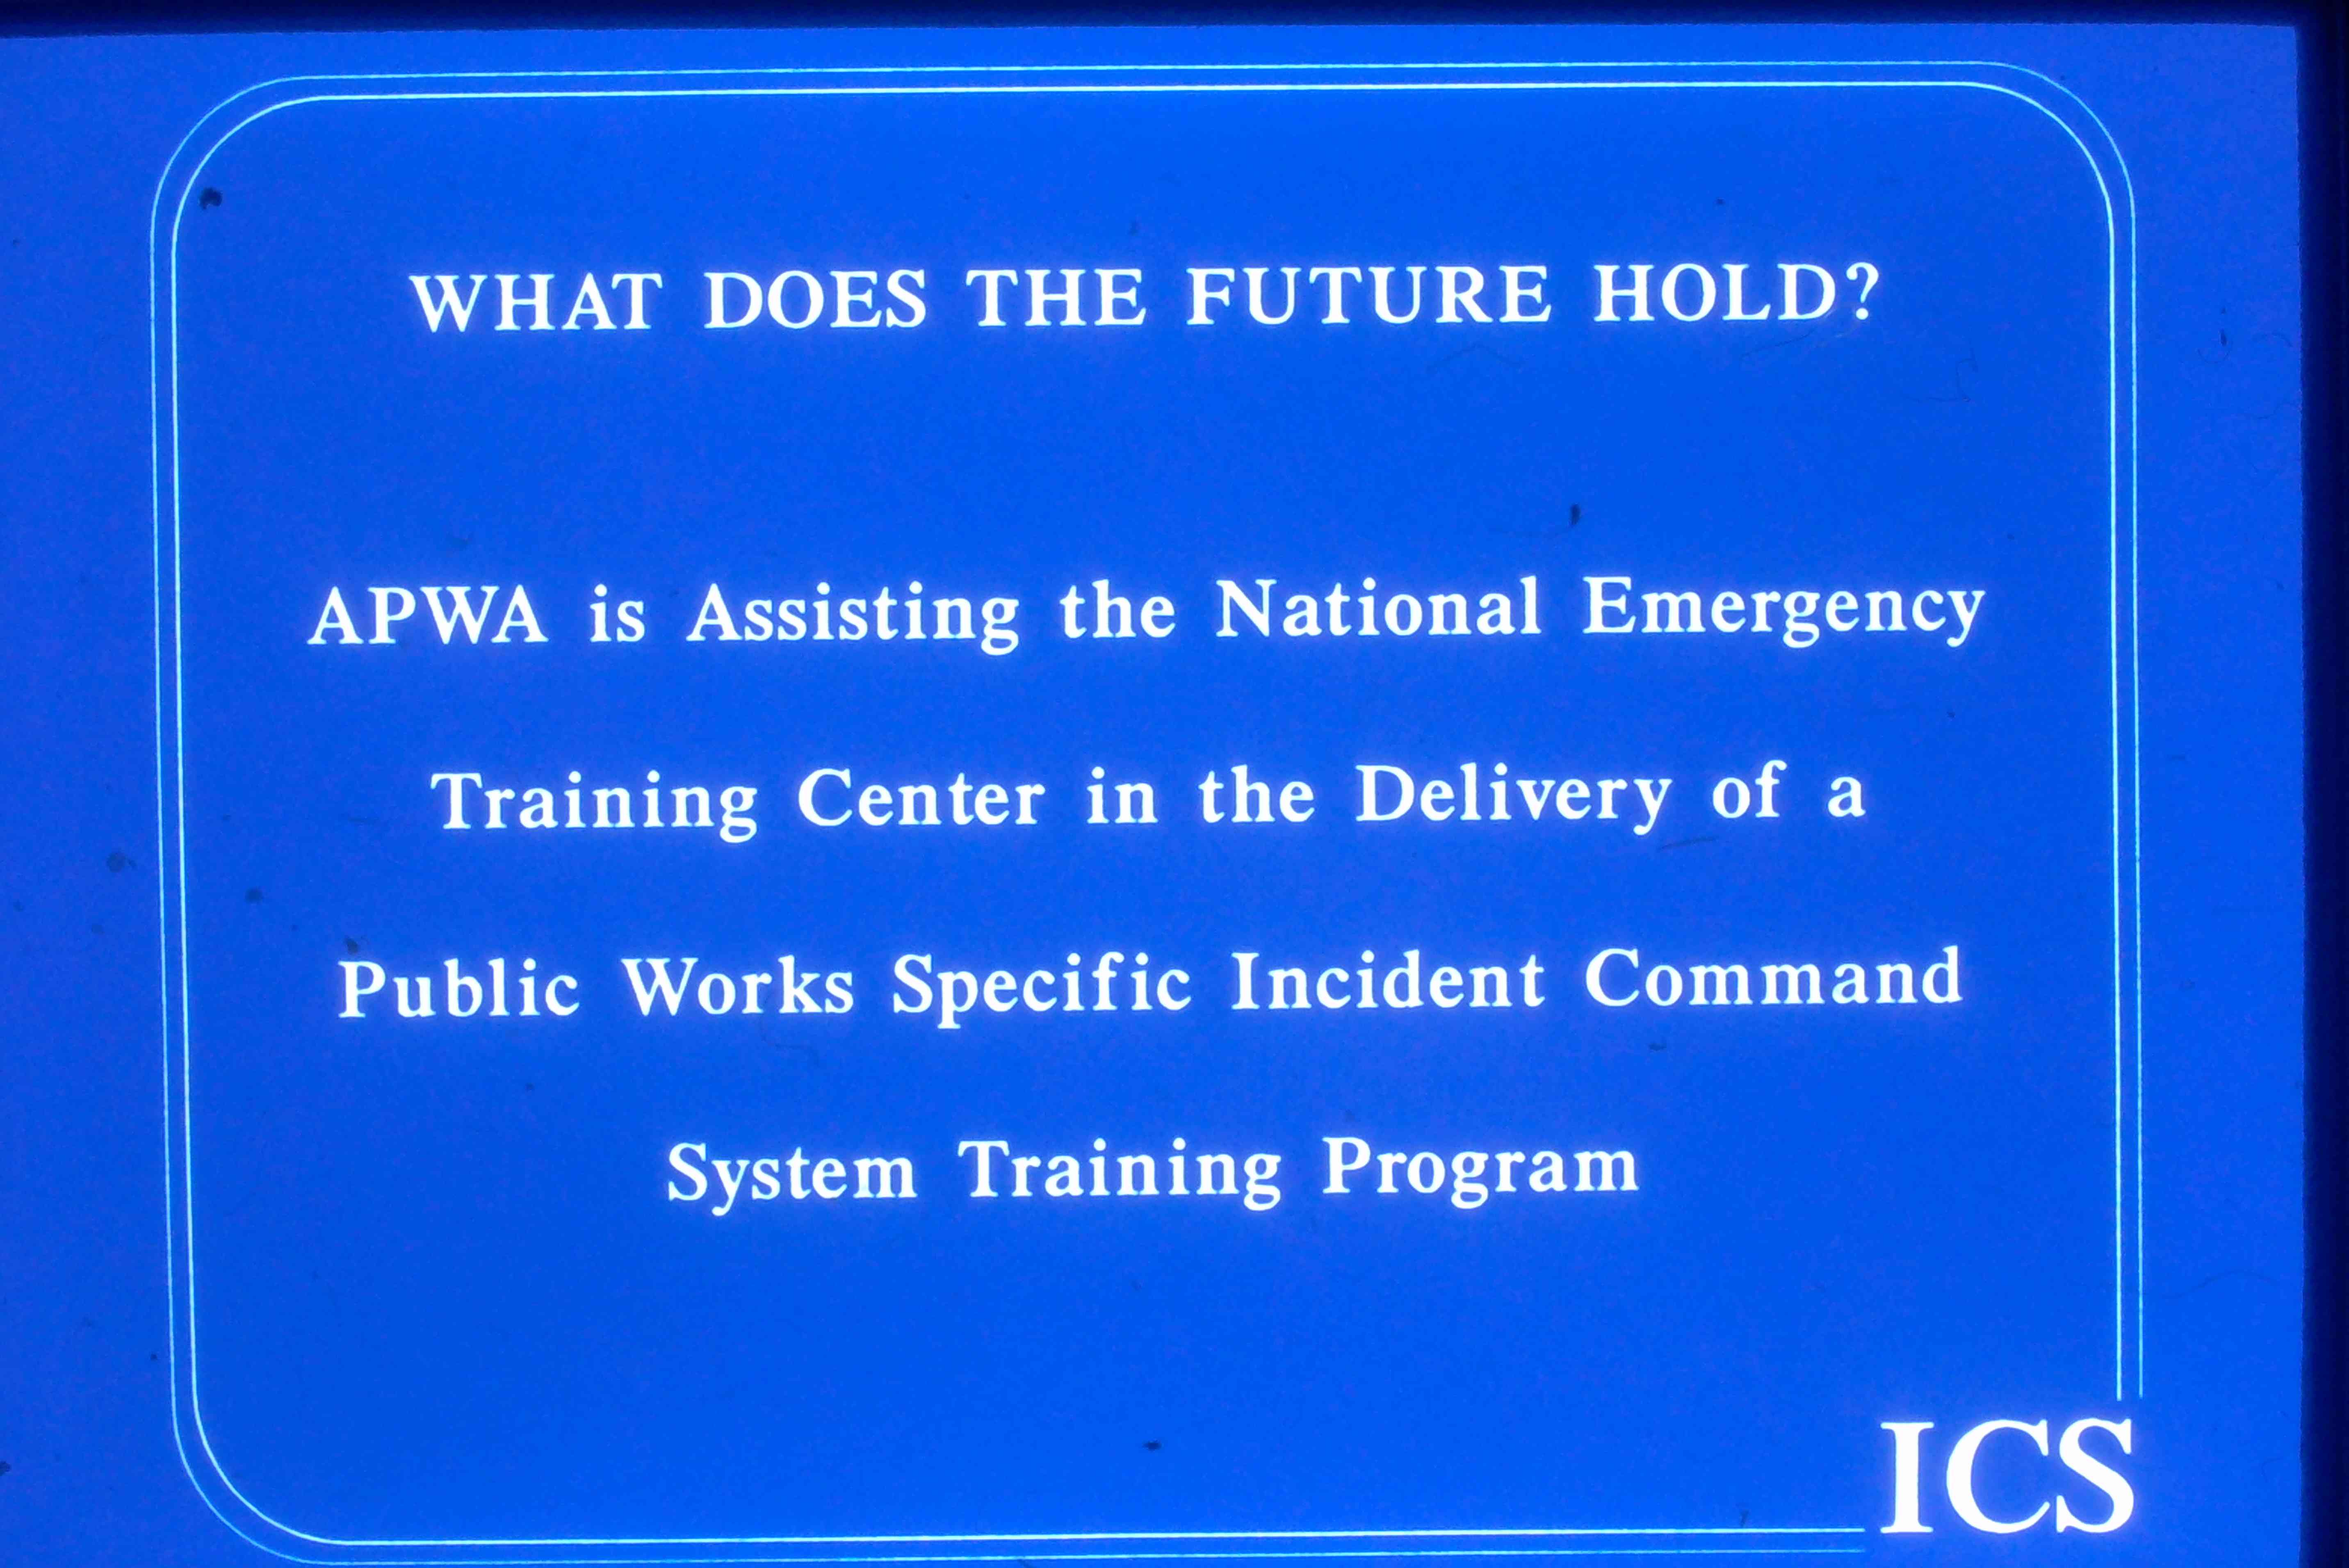 WHAT DOES THE FUTURE HOLD?
APWA is Assisting the National Emergency
Training Center in the Delivery of a
Public Works Specific Incident Command
System Training Program
ICS